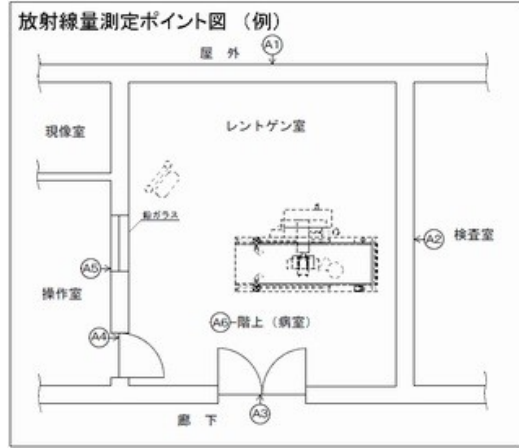 放射線量測定ポイント図 （例）
屋 外
A1
現像室
レントゲン室
鉛ガラス
A2
検査室
A5
操作室
A6
階上（病室）
A4
A3
廊 下